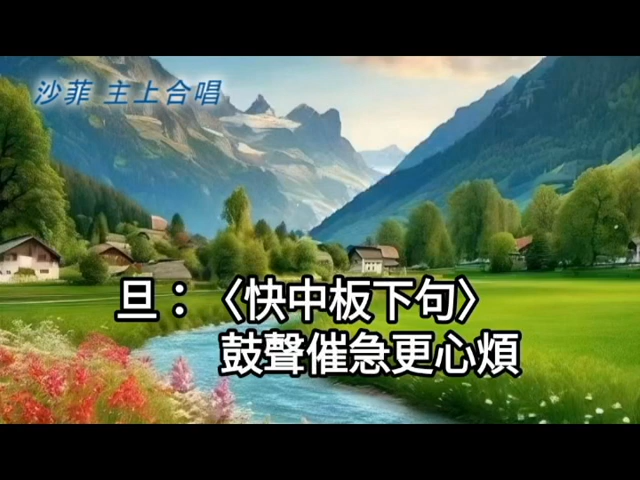 沙菲 主上合唱
旦：〈快中板下句〉
鼓聲催急更心煩